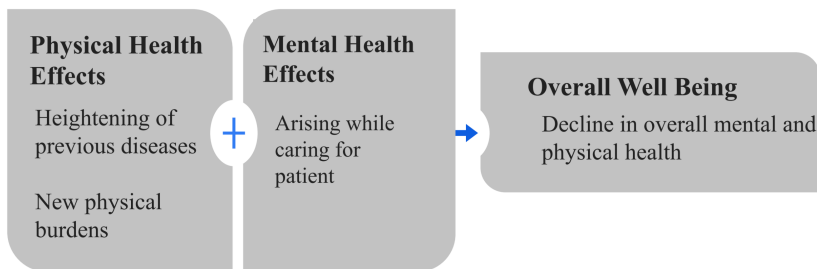 Physical Health
Effects
Heightening of
previous diseases
New physical
burdens
+
Mental Health
Effects
Arising while
caring for
patient
Overall Well Being
Decline in overall mental and
physical health